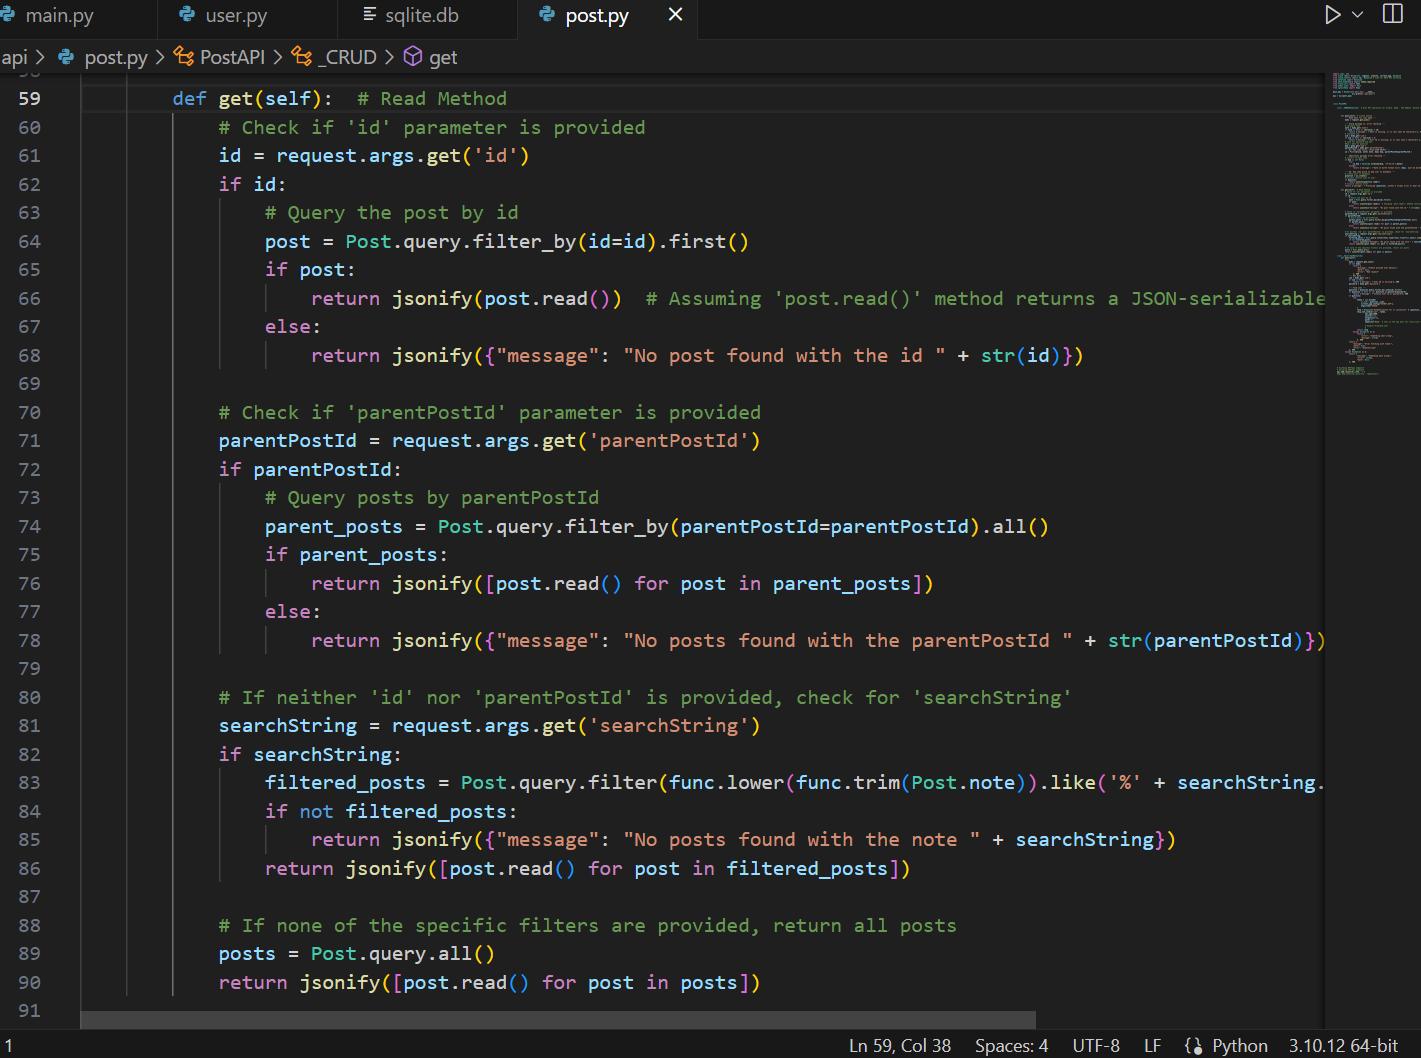 main.py user.py sqlite.db post.py
api > post.py > PostAPI > _CRUD > get
59 def get(self):  # Read Method
60 # Check if 'id' parameter is provided
61 id = request.args.get('id')
62 if id:
63 # Query the post by id
64 post = Post.query.filter_by(id=id).first()
65 if post:
66 return jsonify(post.read())  # Assuming 'post.read()' method returns a JSON-serializable
67 else:
68 return jsonify({"message": "No post found with the id " + str(id)})
69
70 # Check if 'parentPostId' parameter is provided
71 parentPostId = request.args.get('parentPostId')
72 if parentPostId:
73 # Query posts by parentPostId
74 parent_posts = Post.query.filter_by(parentPostId=parentPostId).all()
75 if parent_posts:
76 return jsonify([post.read() for post in parent_posts])
77 else:
78 return jsonify({"message": "No posts found with the parentPostId " + str(parentPostId)})
79
80 # If neither 'id' nor 'parentPostId' is provided, check for 'searchString'
81 searchString = request.args.get('searchString')
82 if searchString:
83 filtered_posts = Post.query.filter(func.lower(func.trim(Post.note)).like('%' + searchString.
84 if not filtered_posts:
85 return jsonify({"message": "No posts found with the note " + searchString})
86 return jsonify([post.read() for post in filtered_posts])
87
88 # If none of the specific filters are provided, return all posts
89 posts = Post.query.all()
90 return jsonify([post.read() for post in posts])
91
1 Ln 59, Col 38 Spaces: 4 UTF-8 LF Python 3.10.12 64-bit